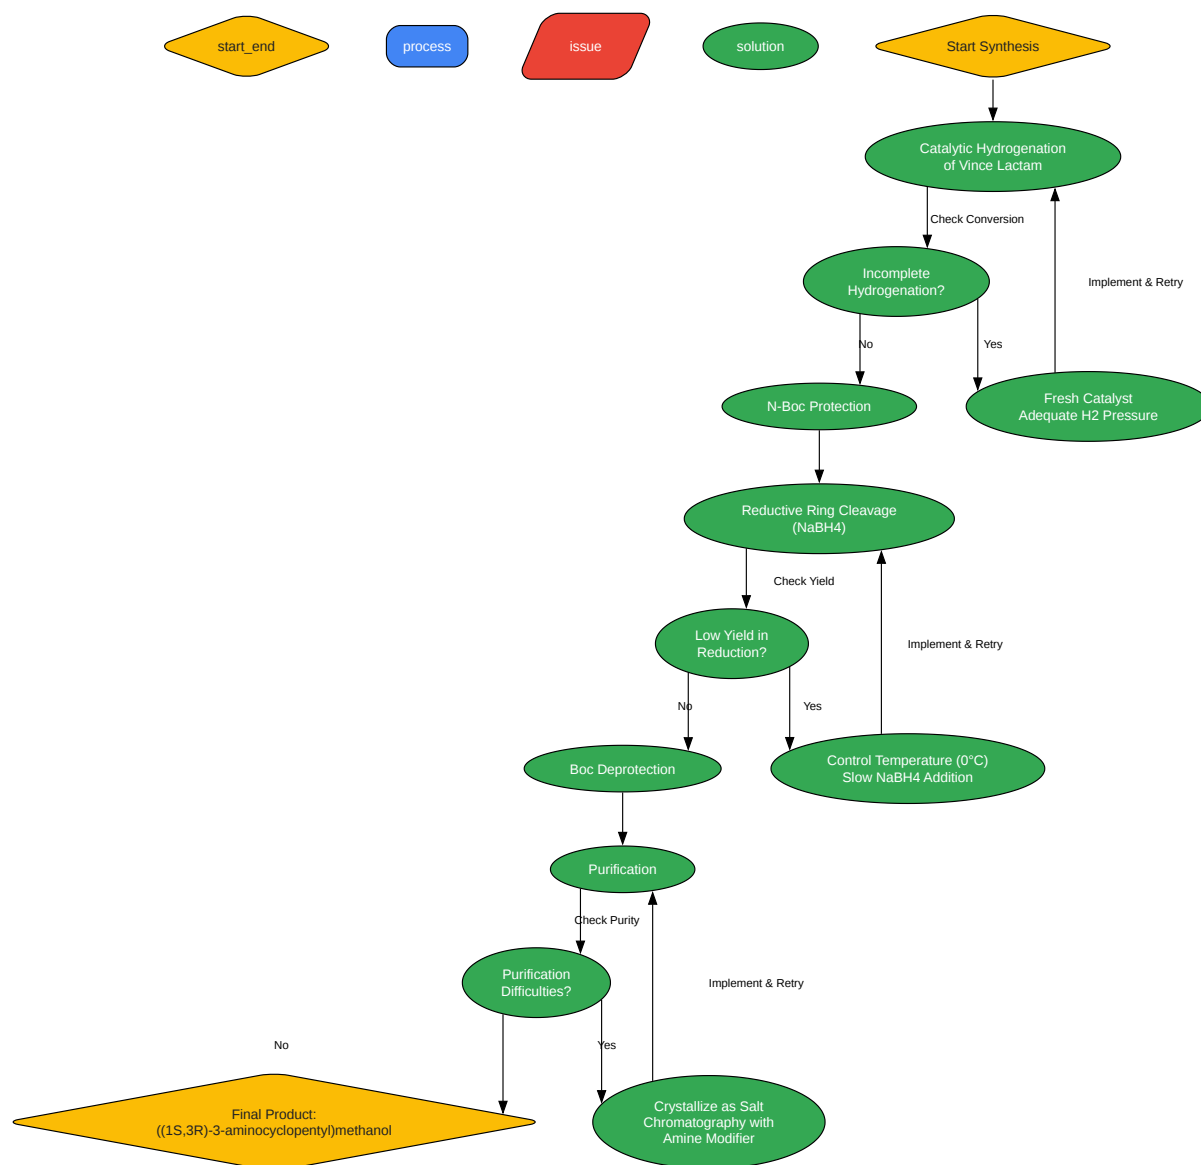 start_end
process
issue
solution
Start Synthesis
Catalytic Hydrogenation
of Vince Lactam
Check Conversion
Incomplete
Hydrogenation?
Implement & Retry
No
Yes
N-Boc Protection
Fresh Catalyst
Adequate H2 Pressure
Reductive Ring Cleavage
(NaBH4)
Check Yield
Low Yield in
Reduction?
Implement & Retry
No
Yes
Boc Deprotection
Control Temperature (0°C)
Slow NaBH4 Addition
Purification
Check Purity
Purification
Difficulties?
Implement & Retry
No
Yes
Final Product:
((1S,3R)-3-aminocyclopentyl)methanol
Crystallize as Salt
Chromatography with
Amine Modifier